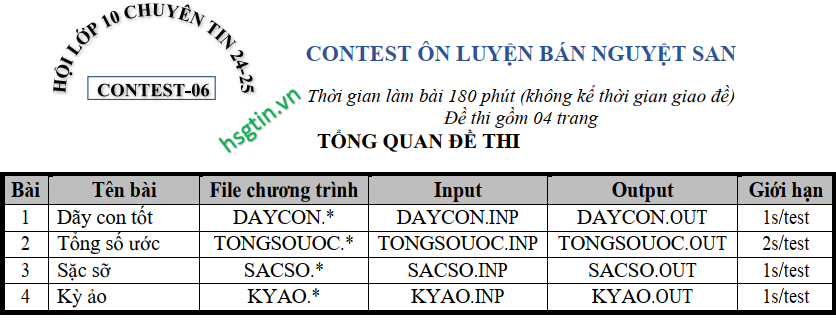 HỘI LỚP 10 CHUYÊN TIN 24-25
CONTEST-06
hsgtin.vn
CONTEST ÔN LUYỆN BÁN NGUYỆT SAN
Thời gian làm bài 180 phút (không kể thời gian giao đề)
Đề thi gồm 04 trang
TỔNG QUAN ĐỀ THI
Bài Tên bài File chương trình Input Output Giới hạn
1 Dãy con tốt DAYCON.* DAYCON.INP DAYCON.OUT 1s/test
2 Tổng số ước TONGSOUOC.* TONGSOUOC.INP TONGSOUOC.OUT 2s/test
3 Sặc sỡ SACSO.* SACSO.INP SACSO.OUT 1s/test
4 Kỳ ảo KYAO.* KYAO.INP KYAO.OUT 1s/test